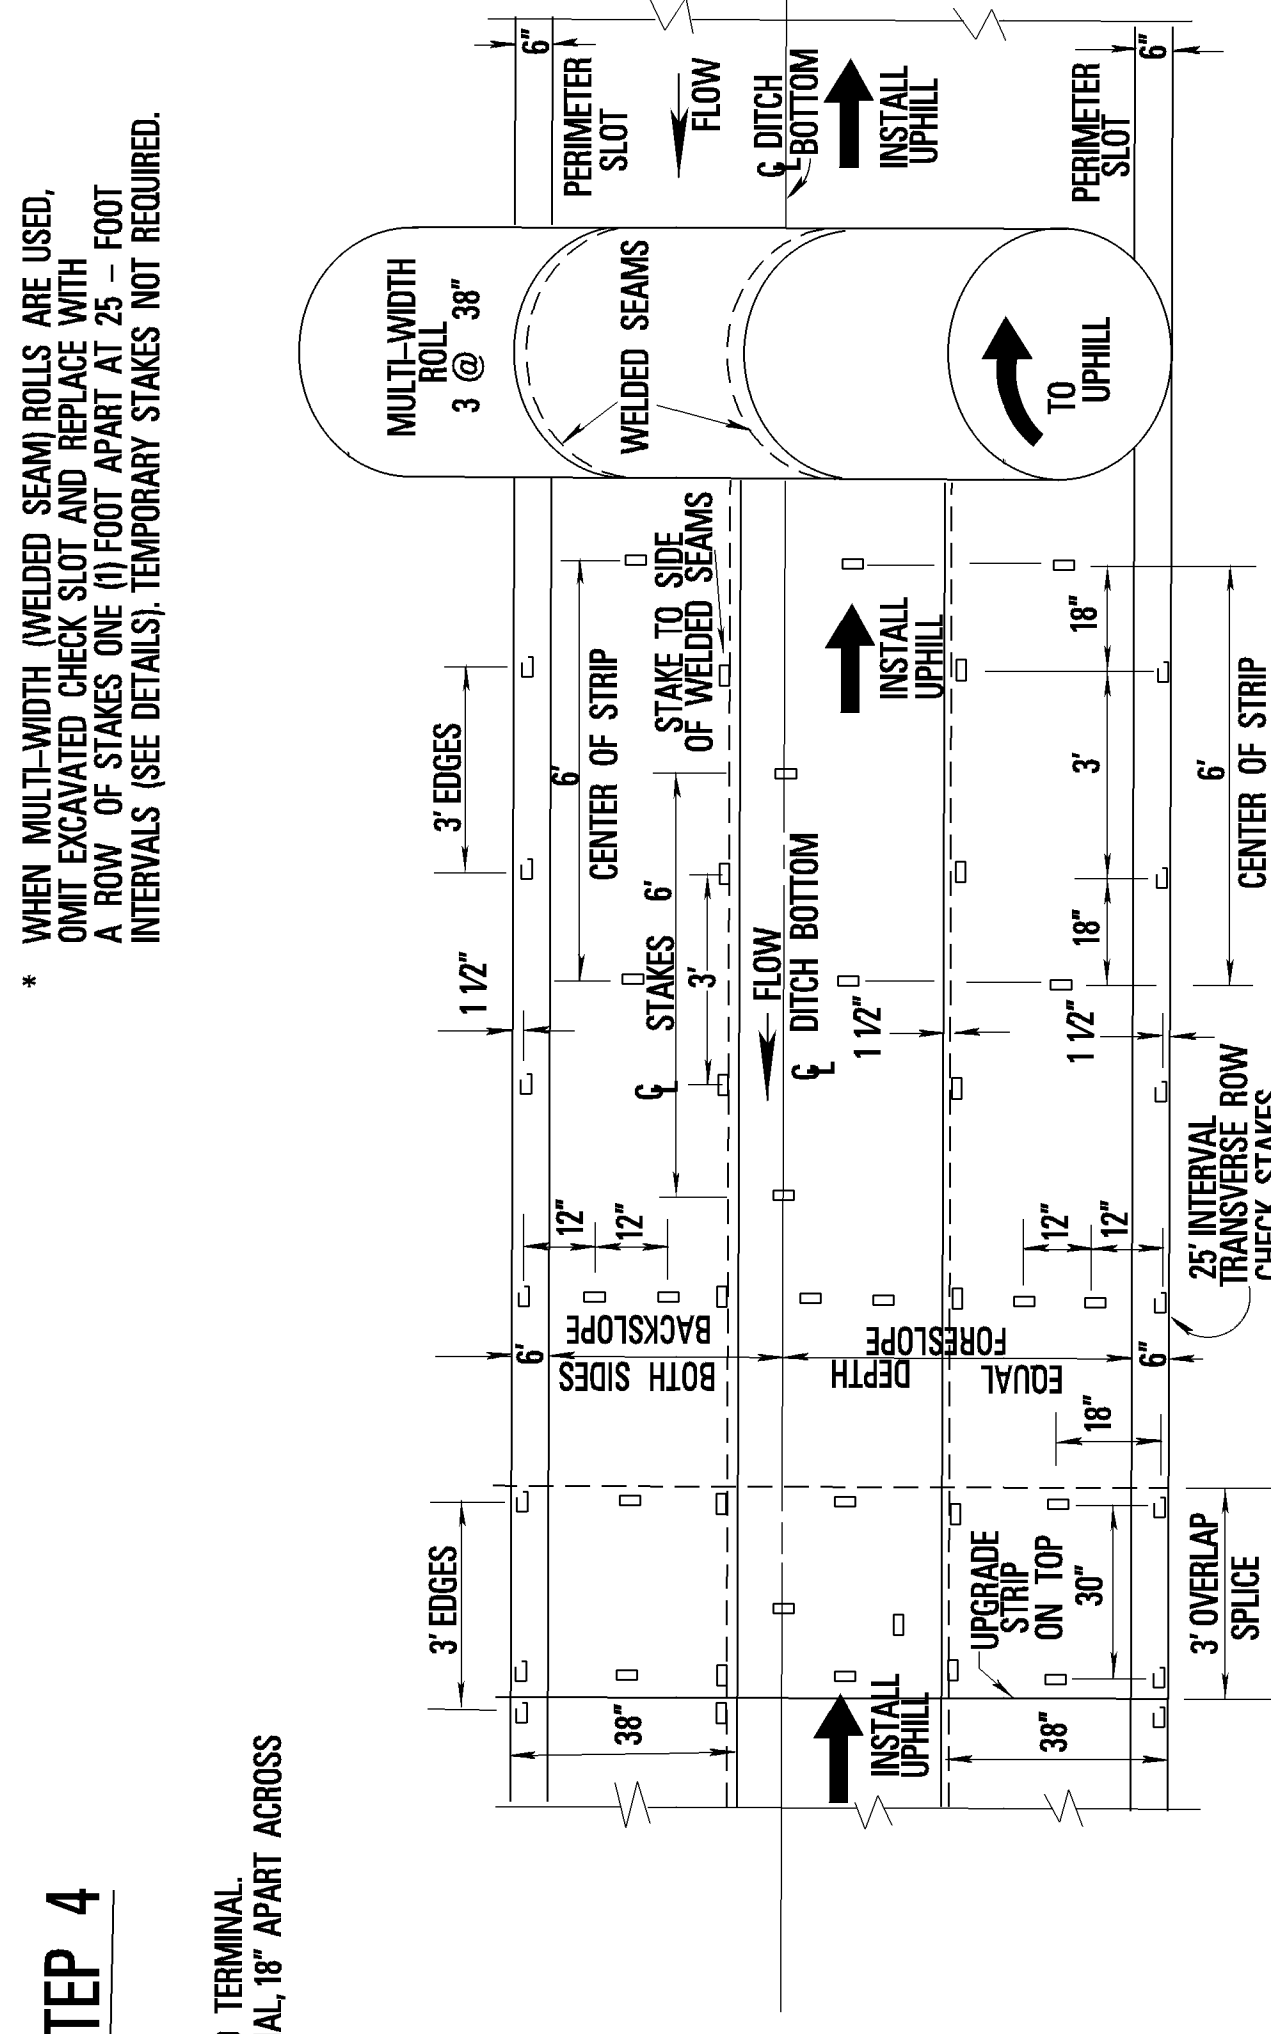 * WHEN MULTI-WIDTH (WELDED SEAM) ROLLS ARE USED,
OMIT EXCAVATED CHECK SLOT AND REPLACE WITH
A ROW OF STAKES ONE (1) FOOT APART AT 25 - FOOT
INTERVALS (SEE DETAILS). TEMPORARY STAKES NOT REQUIRED.
TEP 4
TERMINAL.
AL, 18" APART ACROSS
3' EDGES
1 1/2"
3' EDGES
MULTI-WIDTH
ROLL
3 @ 38"
6"
6'
12"
12"
6'
CENTER OF STRIP
PERIMETER
SLOT
38"
BACKSLOPE
BOTH SIDES
STAKES 6'
3'
C
L
STAKE TO SIDE
OF WELDED SEAMS
WELDED SEAMS
FLOW
FLOW
C
L
DITCH BOTTOM
C
L
DITCH
BOTTOM
INSTALL
UPHILL
FORESLOPE
DEPTH
EQUAL
1 1/2"
INSTALL
UPHILL
INSTALL
UPHILL
UPGRADE
STRIP
ON TOP
30"
38"
18"
12"
12"
1 1/2"
18"
3'
18"
TO
UPHILL
PERIMETER
SLOT
6"
6"
3' OVERLAP
SPLICE
25' INTERVAL
TRANSVERSE ROW
CHECK STAKES
6'
CENTER OF STRIP